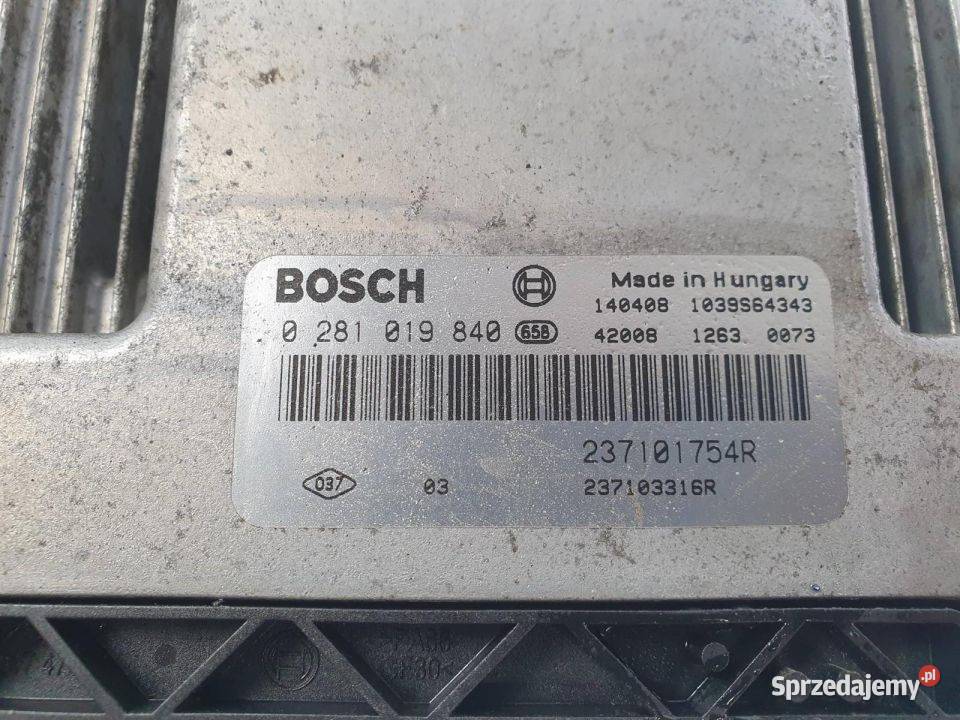 BOSCH Made in Hungary
140408 1039S64343
0 281 019 840 658 42008 1263 0073
237101754R
037 03 237103316R
Sprzedajemy.pl